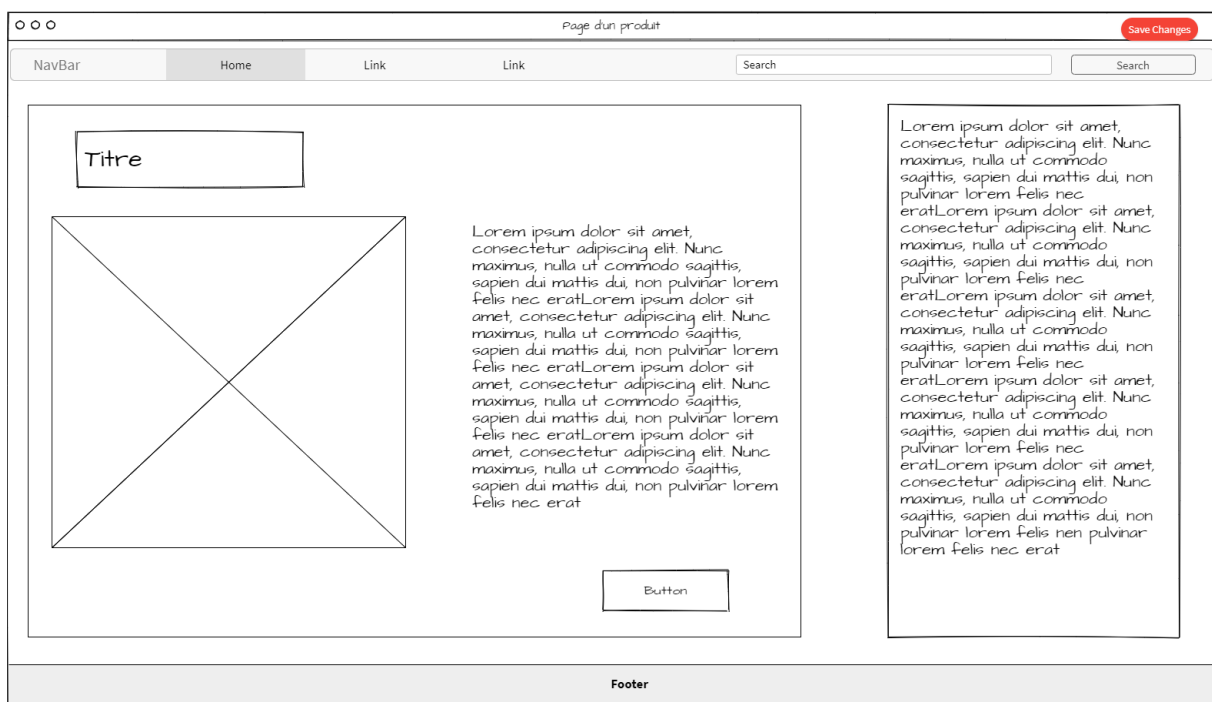 Page d'un produit
Save Changes
NavBar Home Link Link Search Search
Titre
Lorem ipsum dolor sit amet,
consectetur adipiscing elit. Nunc
maximus, nulla ut commodo sagittis,
sapien dui mattis dui, non pulvinar lorem
felis nec eratLorem ipsum dolor sit
amet, consectetur adipiscing elit. Nunc
maximus, nulla ut commodo sagittis,
sapien dui mattis dui, non pulvinar lorem
felis nec eratLorem ipsum dolor sit
amet, consectetur adipiscing elit. Nunc
maximus, nulla ut commodo sagittis,
sapien dui mattis dui, non pulvinar lorem
felis nec eratLorem ipsum dolor sit
amet, consectetur adipiscing elit. Nunc
maximus, nulla ut commodo sagittis,
sapien dui mattis dui, non pulvinar lorem
felis nec erat
Button
Lorem ipsum dolor sit amet,
consectetur adipiscing elit. Nunc
maximus, nulla ut commodo
sagittis, sapien dui mattis dui, non
pulvinar lorem felis nec
eratLorem ipsum dolor sit amet,
consectetur adipiscing elit. Nunc
maximus, nulla ut commodo
sagittis, sapien dui mattis dui, non
pulvinar lorem felis nec
eratLorem ipsum dolor sit amet,
consectetur adipiscing elit. Nunc
maximus, nulla ut commodo
sagittis, sapien dui mattis dui, non
pulvinar lorem felis nec
eratLorem ipsum dolor sit amet,
consectetur adipiscing elit. Nunc
maximus, nulla ut commodo
sagittis, sapien dui mattis dui, non
pulvinar lorem felis nec
eratLorem ipsum dolor sit amet,
consectetur adipiscing elit. Nunc
maximus, nulla ut commodo
sagittis, sapien dui mattis dui, non
pulvinar lorem felis nen pulvinar
lorem felis nec erat
Footer